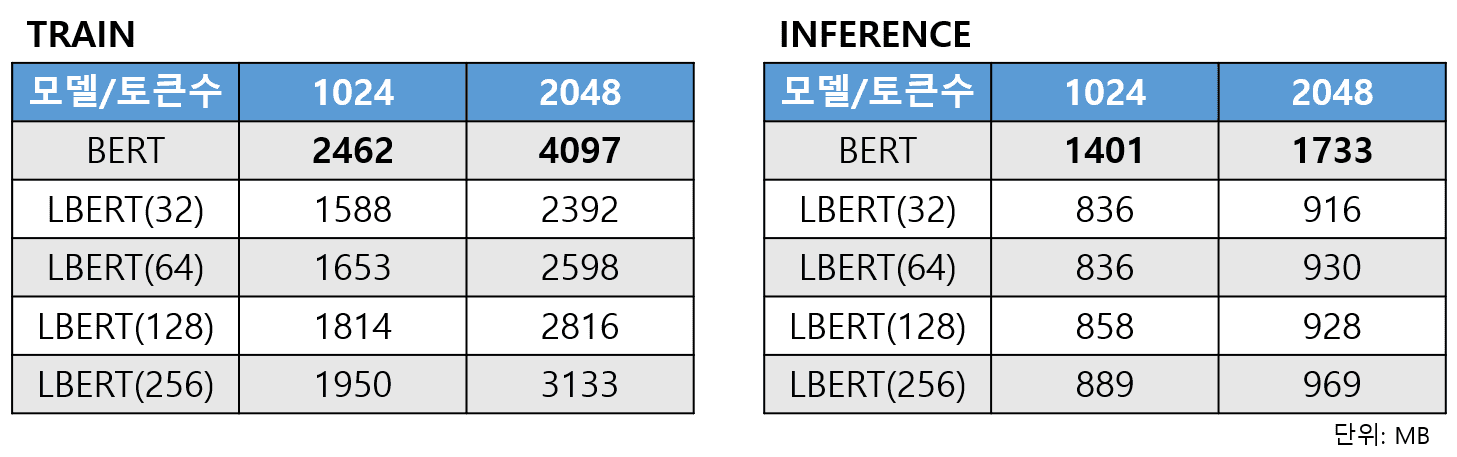 TRAIN
모델/토큰수 1024 2048
BERT 2462 4097
LBERT(32) 1588 2392
LBERT(64) 1653 2598
LBERT(128) 1814 2816
LBERT(256) 1950 3133
INFERENCE
모델/토큰수 1024 2048
BERT 1401 1733
LBERT(32) 836 916
LBERT(64) 836 930
LBERT(128) 858 928
LBERT(256) 889 969
단위: MB